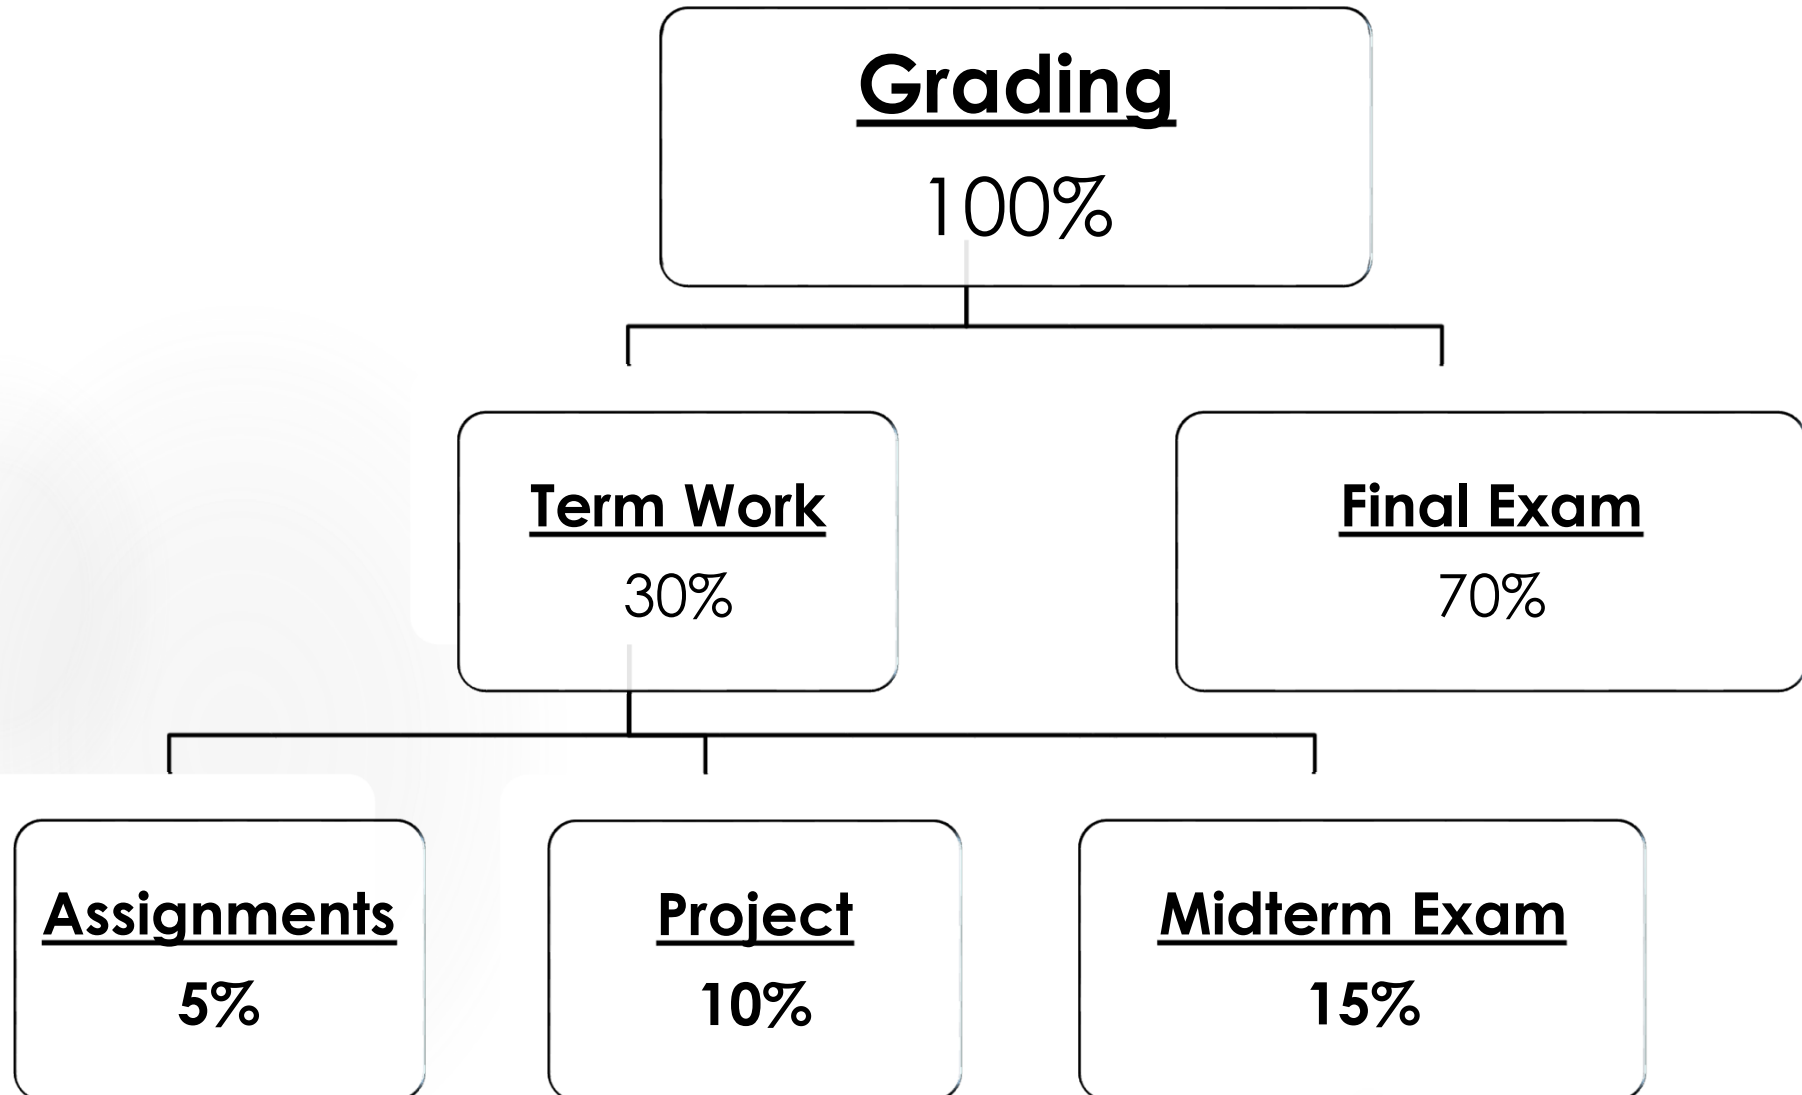 Grading
100%
Term Work
30%
Final Exam
70%
Assignments
5%
Project
10%
Midterm Exam
15%